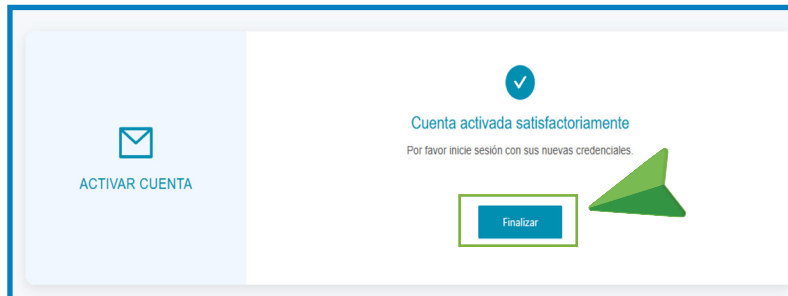 Cuenta activada satisfactoriamente
Por favor inicie sesión con sus nuevas credenciales.
ACTIVAR CUENTA
Finalizar